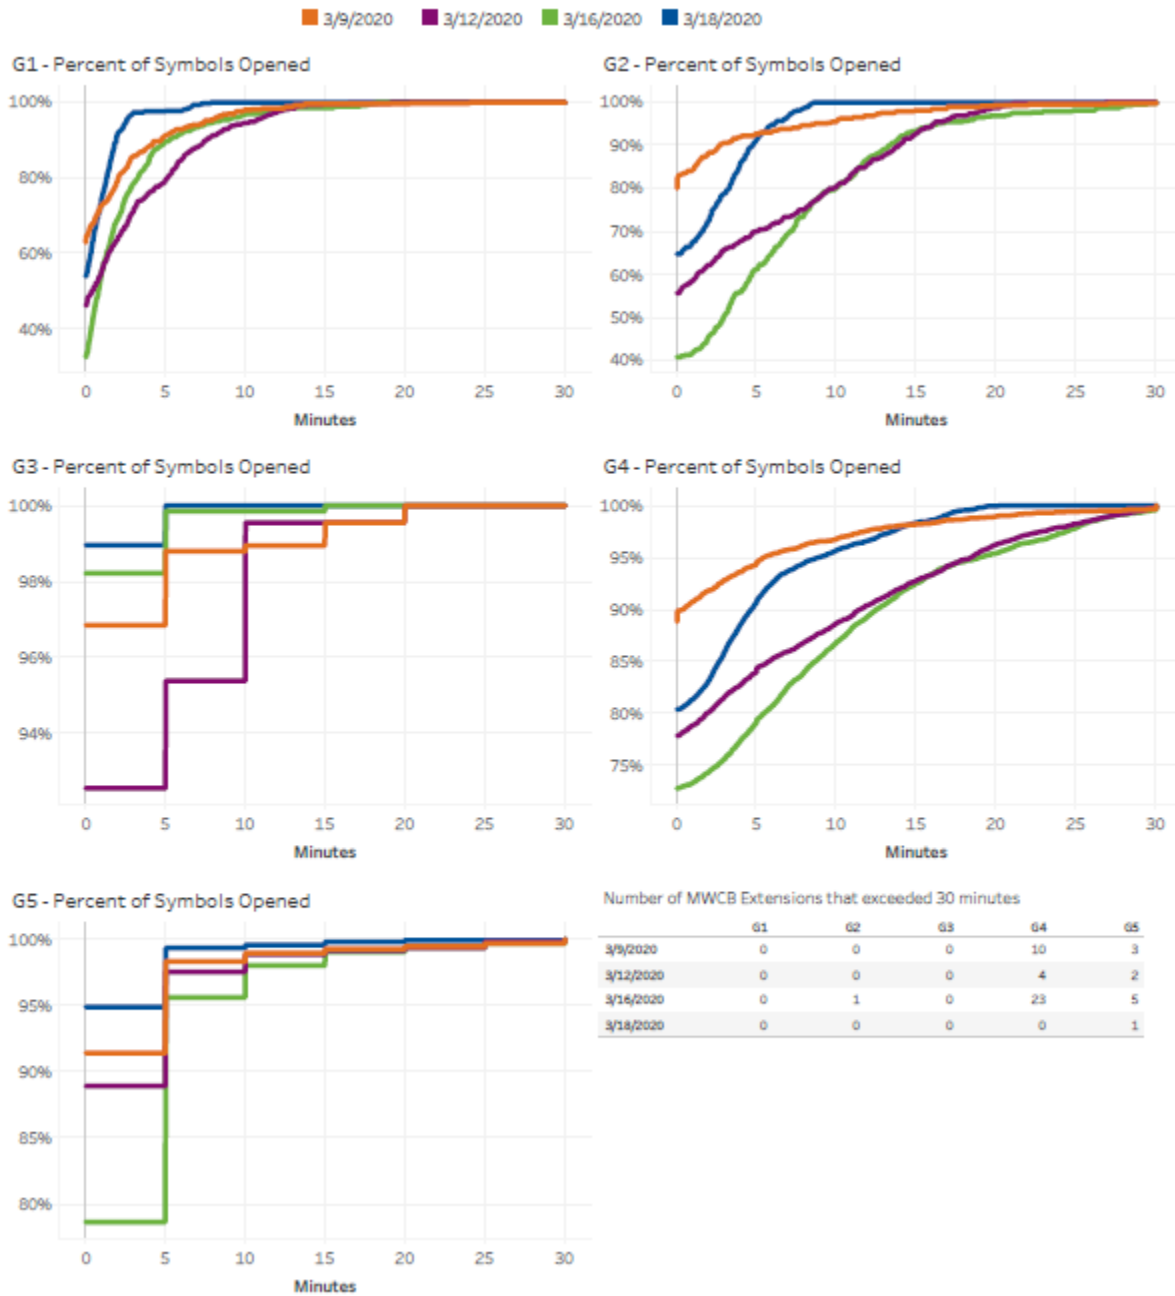 3/9/2020 3/12/2020 3/16/2020 3/18/2020
G1 - Percent of Symbols Opened
100%
80%
60%
40%
0 5 10 15 20 25 30
Minutes
G2 - Percent of Symbols Opened
100%
90%
80%
70%
60%
50%
40%
0 5 10 15 20 25 30
Minutes
G3 - Percent of Symbols Opened
100%
98%
96%
94%
0 5 10 15 20 25 30
Minutes
G4 - Percent of Symbols Opened
100%
95%
90%
85%
80%
75%
0 5 10 15 20 25 30
Minutes
G5 - Percent of Symbols Opened
100%
95%
90%
85%
80%
0 5 10 15 20 25 30
Minutes
Number of MWCB Extensions that exceeded 30 minutes
G1 G2 G3 G4 G5
3/9/2020 0 0 0 10 3
3/12/2020 0 0 0 4 2
3/16/2020 0 1 0 23 5
3/18/2020 0 0 0 0 1